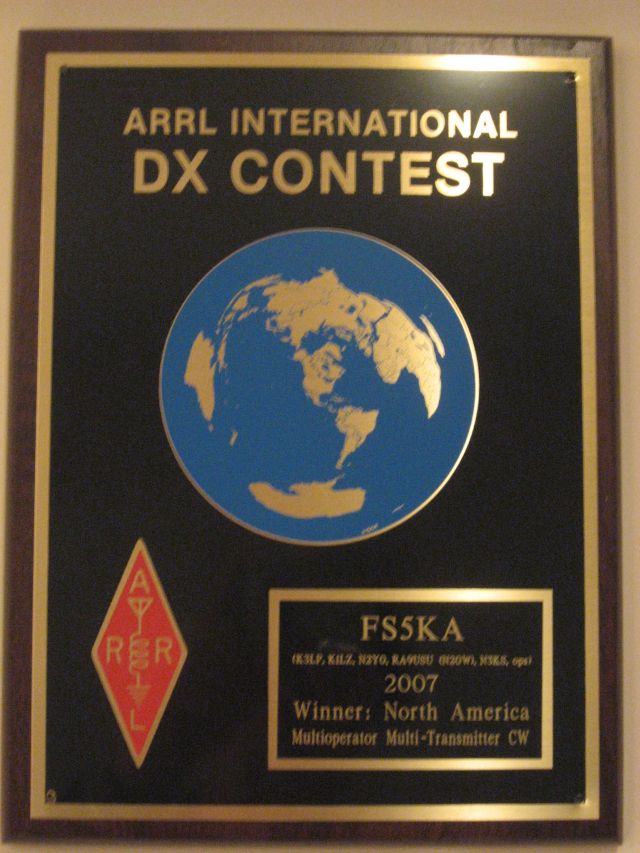 ARRL INTERNATIONAL
DX CONTEST
A
R R
L
FS5KA
(K3LP, K1LZ, N2YO, RA9USU (N2OW), N3KS, ops)
2007
Winner: North America
Multioperator Multi-Transmitter CW